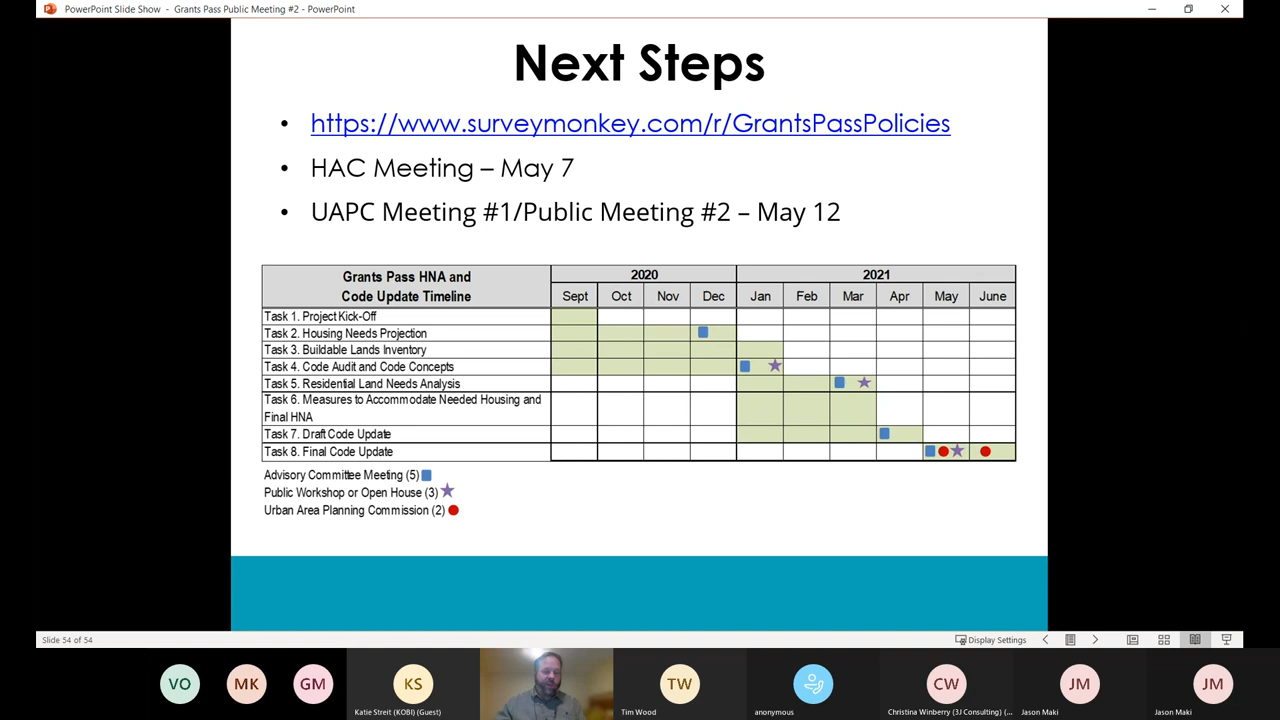 PowerPoint Slide Show - Grants Pass Public Meeting #2 - PowerPoint
Next Steps
• https://www.surveymonkey.com/r/GrantsPassPolicies
• HAC Meeting – May 7
• UAPC Meeting #1/Public Meeting #2 – May 12
Grants Pass HNA and Code Update Timeline 2020 2021
Sept Oct Nov Dec Jan Feb Mar Apr May June
Task 1. Project Kick-Off
Task 2. Housing Needs Projection
Task 3. Buildable Lands Inventory
Task 4. Code Audit and Code Concepts
Task 5. Residential Land Needs Analysis
Task 6. Measures to Accommodate Needed Housing and
Final HNA
Task 7. Draft Code Update
Task 8. Final Code Update
Advisory Committee Meeting (5)
Public Workshop or Open House (3)
Urban Area Planning Commission (2)
Slide 54 of 54
Display Settings
VO MK GM KS TW CW JM JM
Katie Streit (KOBI) (Guest) Tim Wood anonymous Christina Winberry (3J Consulting) (... Jason Maki Jason Maki